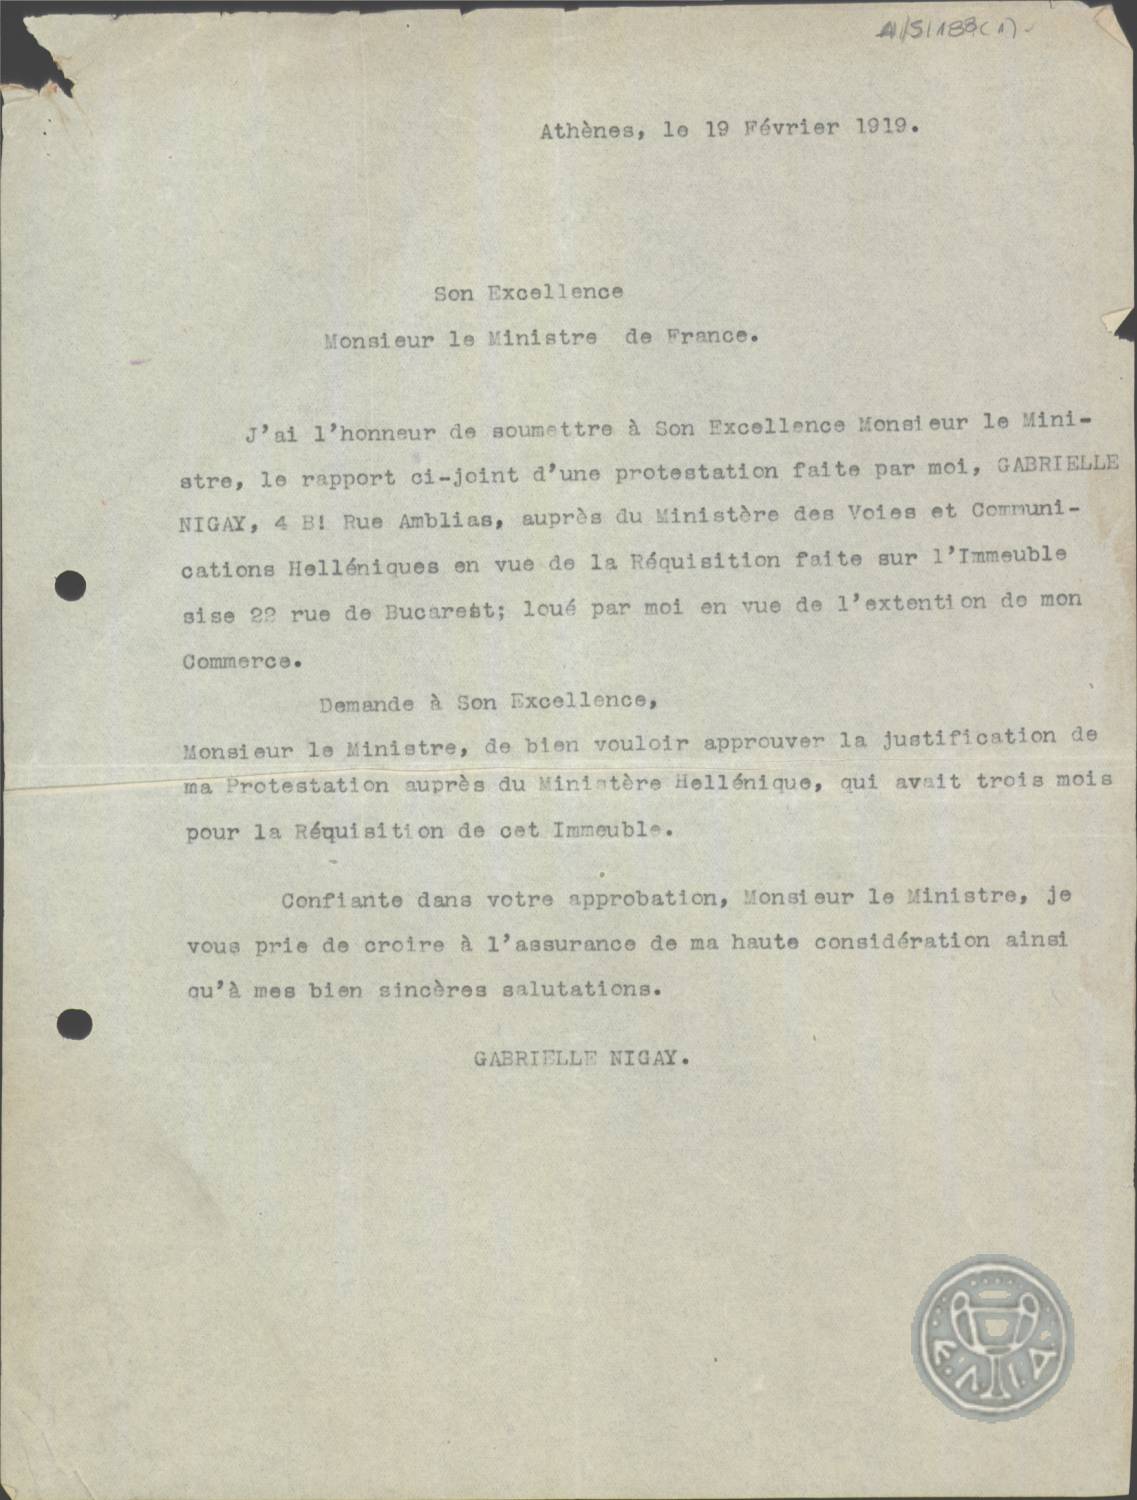 A/S/188(1)
Athènes, le 19 Février 1919.
Son Excellence
Monsieur le Ministre de France.
J'ai l'honneur de soumettre à Son Excellence Monsieur le Mini-
stre, le rapport ci-joint d'une protestation faite par moi, GABRIELLE
NIGAY, 4 B! Rue Amblias, auprès du Ministère des Voies et Communi-
cations Helléniques en vue de la Réquisition faite sur l'Immeuble
sise 22 rue de Bucarest; loué par moi en vue de l'extention de mon
Commerce.
Demande à Son Excellence,
Monsieur le Ministre, de bien vouloir approuver la justification de
ma Protestation auprès du Ministère Hellénique, qui avait trois mois
pour la Réquisition de cet Immeuble.
Confiante dans votre approbation, Monsieur le Ministre, je
vous prie de croire à l'assurance de ma haute considération ainsi
qu'à mes bien sincères salutations.
GABRIELLE NIGAY.